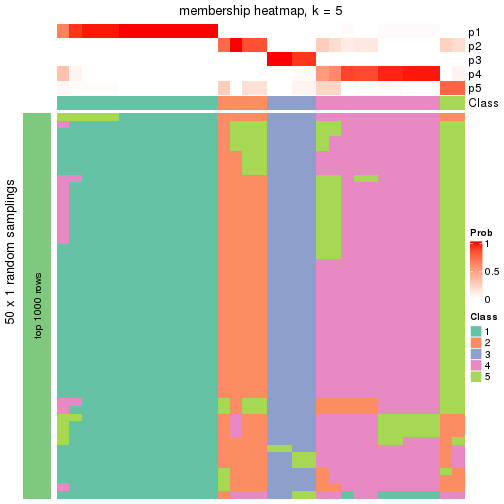 membership heatmap, k = 5
p1
p2
p3
p4
p5
Class
50 x 1 random samplings
top 1000 rows
Prob
1
0.5
0
Class
1
2
3
4
5